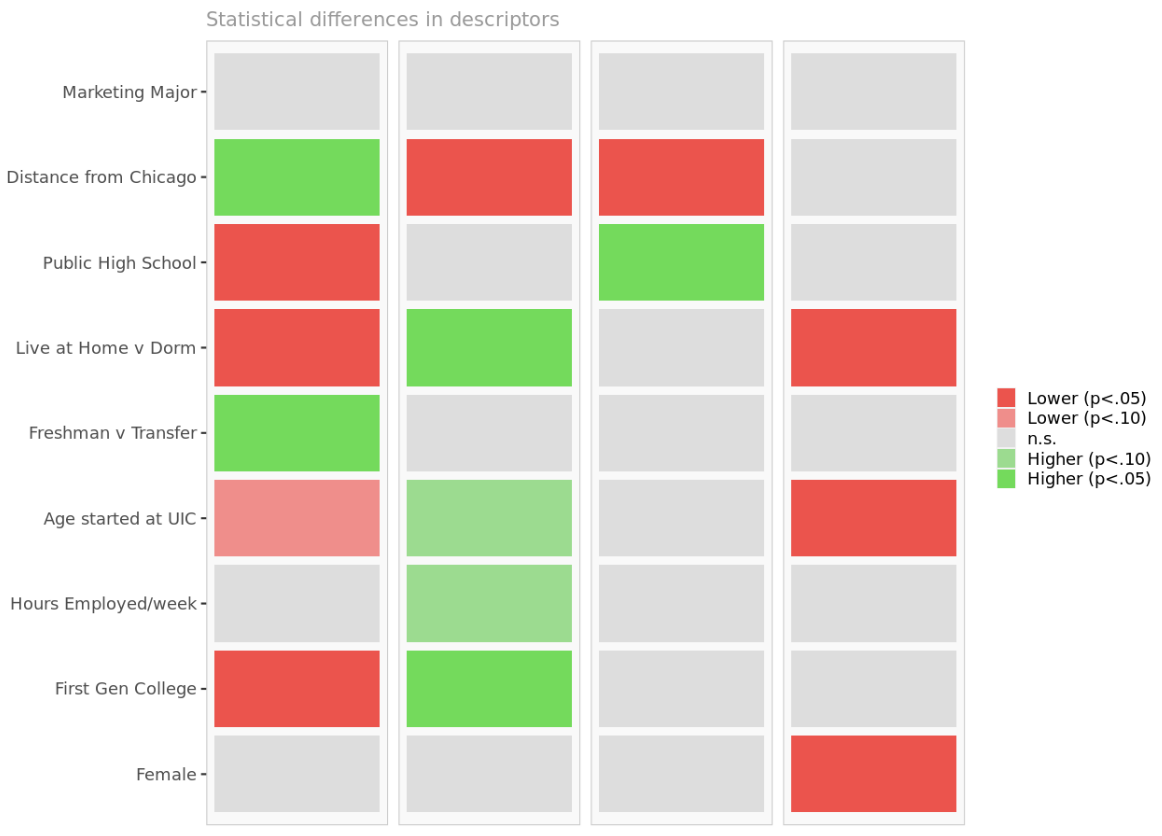 Statistical differences in descriptors
Marketing Major
Distance from Chicago
Public High School
Live at Home v Dorm
Freshman v Transfer
Age started at UIC
Hours Employed/week
First Gen College
Female
Lower (p<.05)
Lower (p<.10)
n.s.
Higher (p<.10)
Higher (p<.05)